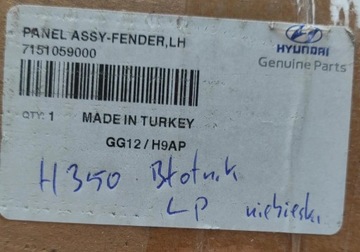 PANEL ASSY-FENDER,LH
7151059000
HYUNDAI
Genuine Parts
QTY: 1 MADE IN TURKEY
GG12 / H9AP
H350 Błotnik
LP niebieski